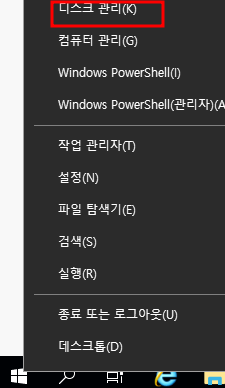 디스크 관리(K)
컴퓨터 관리(G)
Windows PowerShell(I)
Windows PowerShell(관리자)(A
작업 관리자(T)
설정(N)
파일 탐색기(E)
검색(S)
실행(R)
종료 또는 로그아웃(U)
데스크톱(D)